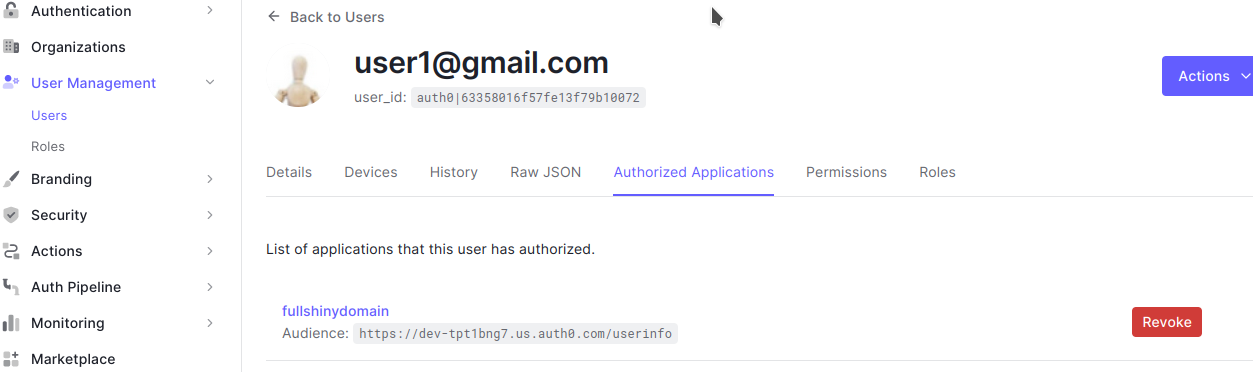 Authentication
Organizations
User Management
Users
Roles
Branding
Security
Actions
Auth Pipeline
Monitoring
Marketplace
Back to Users
user1@gmail.com
user_id: auth0|63358016f57fe13f79b10072
Actions
Details Devices History Raw JSON Authorized Applications Permissions Roles
List of applications that this user has authorized.
fullshinydomain
Audience: https://dev-tpt1bng7.us.auth0.com/userinfo
Revoke